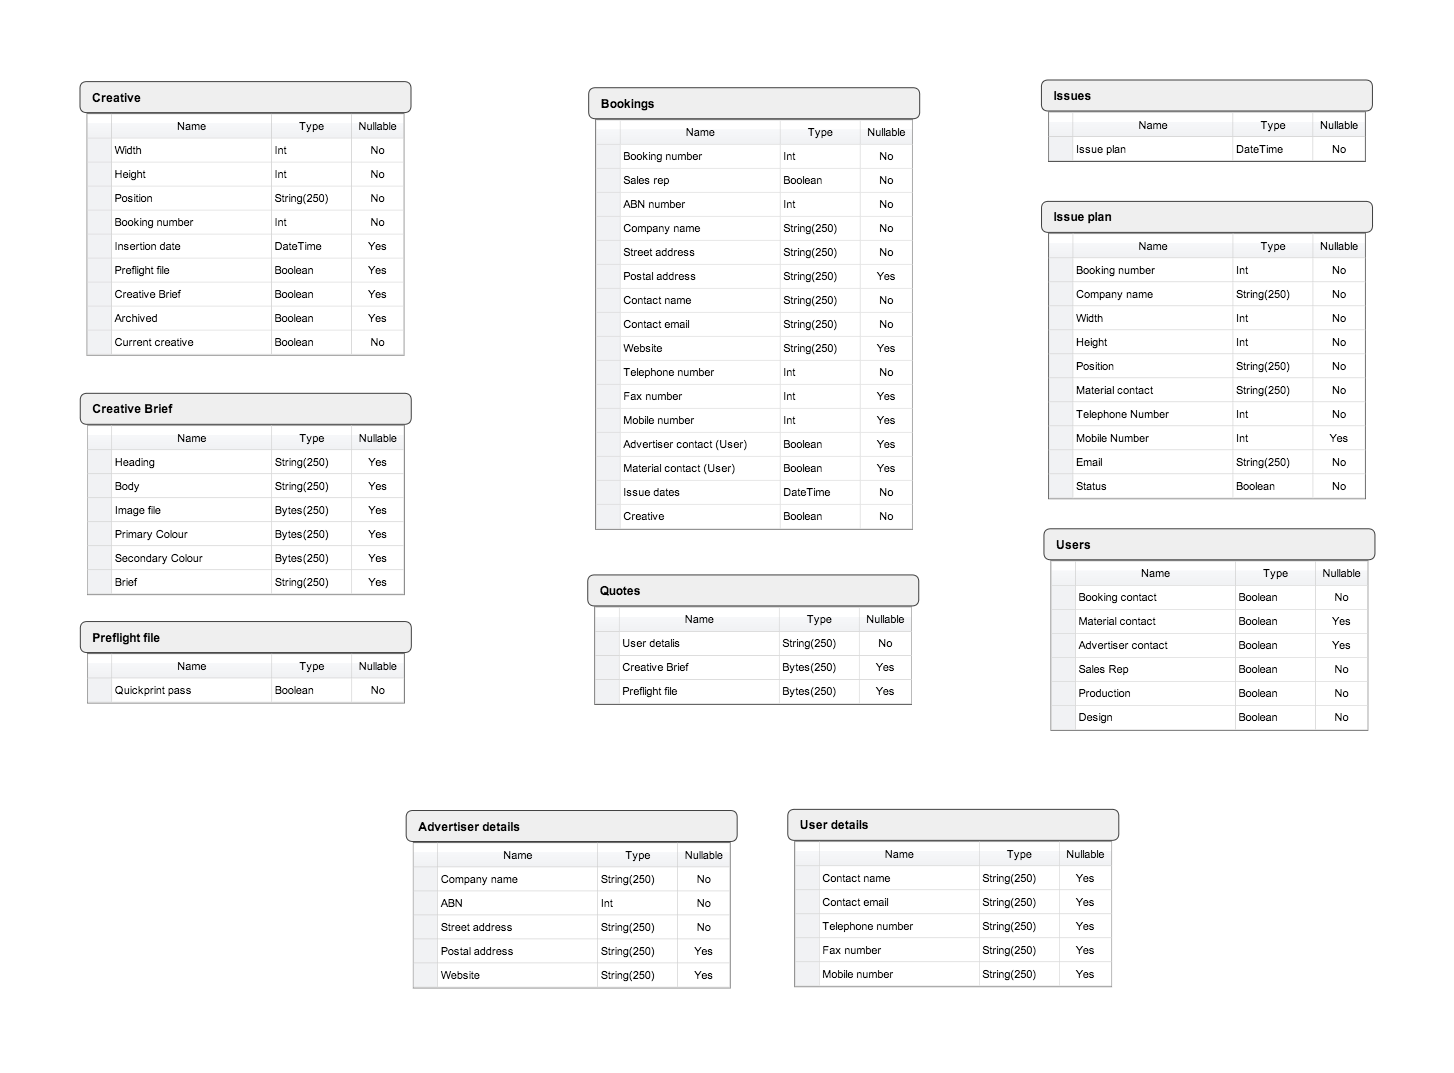 Creative
Name Type Nullable
Width Int No
Height Int No
Position String(250) No
Booking number Int No
Insertion date DateTime Yes
Preflight file Boolean Yes
Creative Brief Boolean Yes
Archived Boolean Yes
Current creative Boolean No
Creative Brief
Name Type Nullable
Heading String(250) Yes
Body String(250) Yes
Image file Bytes(250) Yes
Primary Colour Bytes(250) Yes
Secondary Colour Bytes(250) Yes
Brief String(250) Yes
Preflight file
Name Type Nullable
Quickprint pass Boolean No
Bookings
Name Type Nullable
Booking number Int No
Sales rep Boolean No
ABN number Int No
Company name String(250) No
Street address String(250) No
Postal address String(250) Yes
Contact name String(250) No
Contact email String(250) No
Website String(250) Yes
Telephone number Int No
Fax number Int Yes
Mobile number Int Yes
Advertiser contact (User) Boolean Yes
Material contact (User) Boolean Yes
Issue dates DateTime No
Creative Boolean No
Quotes
Name Type Nullable
User detalis String(250) No
Creative Brief Bytes(250) Yes
Preflight file Bytes(250) Yes
Issues
Name Type Nullable
Issue plan DateTime No
Issue plan
Name Type Nullable
Booking number Int No
Company name String(250) No
Width Int No
Height Int No
Position String(250) No
Material contact String(250) No
Telephone Number Int No
Mobile Number Int Yes
Email String(250) No
Status Boolean No
Users
Name Type Nullable
Booking contact Boolean No
Material contact Boolean Yes
Advertiser contact Boolean Yes
Sales Rep Boolean No
Production Boolean No
Design Boolean No
Advertiser details
Name Type Nullable
Company name String(250) No
ABN Int No
Street address String(250) No
Postal address String(250) Yes
Website String(250) Yes
User details
Name Type Nullable
Contact name String(250) Yes
Contact email String(250) Yes
Telephone number String(250) Yes
Fax number String(250) Yes
Mobile number String(250) Yes